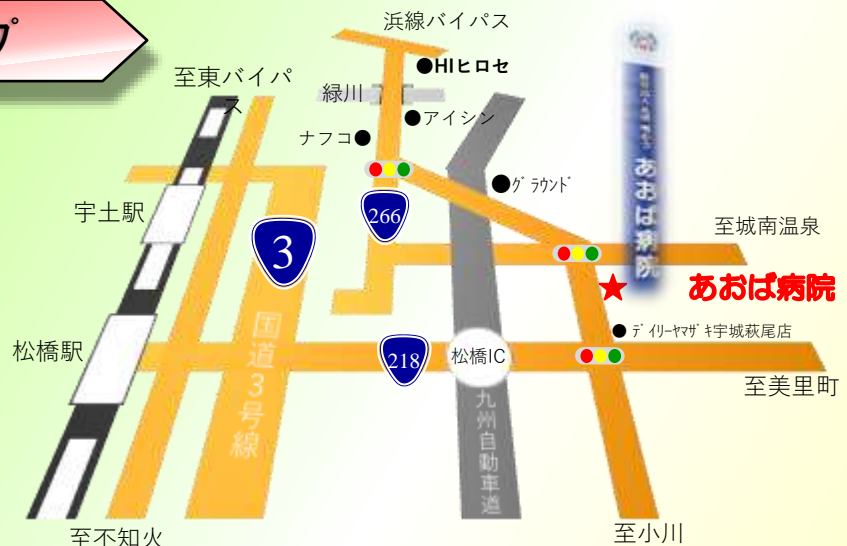 プ
浜線バイパス
●HIヒロセ
至東バイパ
ス
緑川
●アイシン
ナフコ●
●グラウンド
宇土駅
266
3
あおば病院
至城南温泉
★ あおば病院
国道3号線
松橋駅
218
松橋IC
● デイリーヤマザキ宇城萩尾店
至美里町
九州自動車道
至不知火
至小川